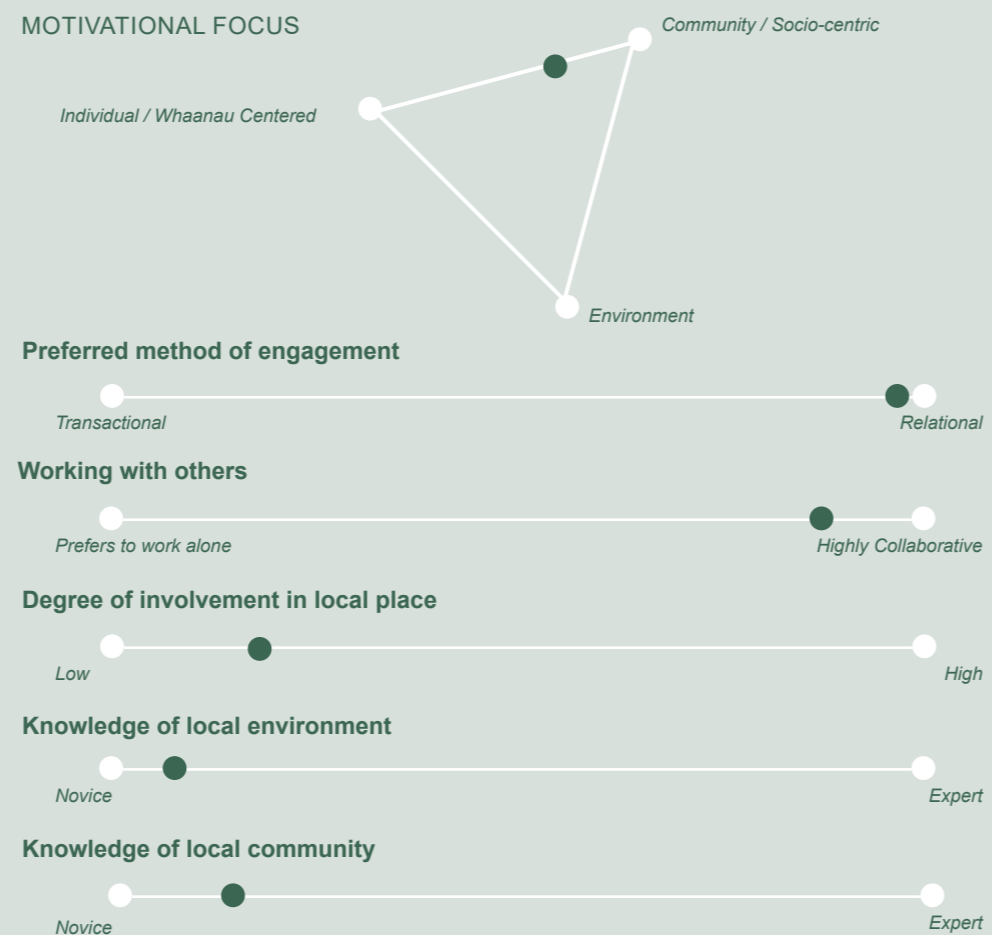 MOTIVATIONAL FOCUS
Community / Socio-centric
Individual / Whaanau Centered
Environment
Preferred method of engagement
Transactional
Relational
Working with others
Prefers to work alone
Highly Collaborative
Degree of involvement in local place
Low
High
Knowledge of local environment
Novice
Expert
Knowledge of local community
Novice
Expert